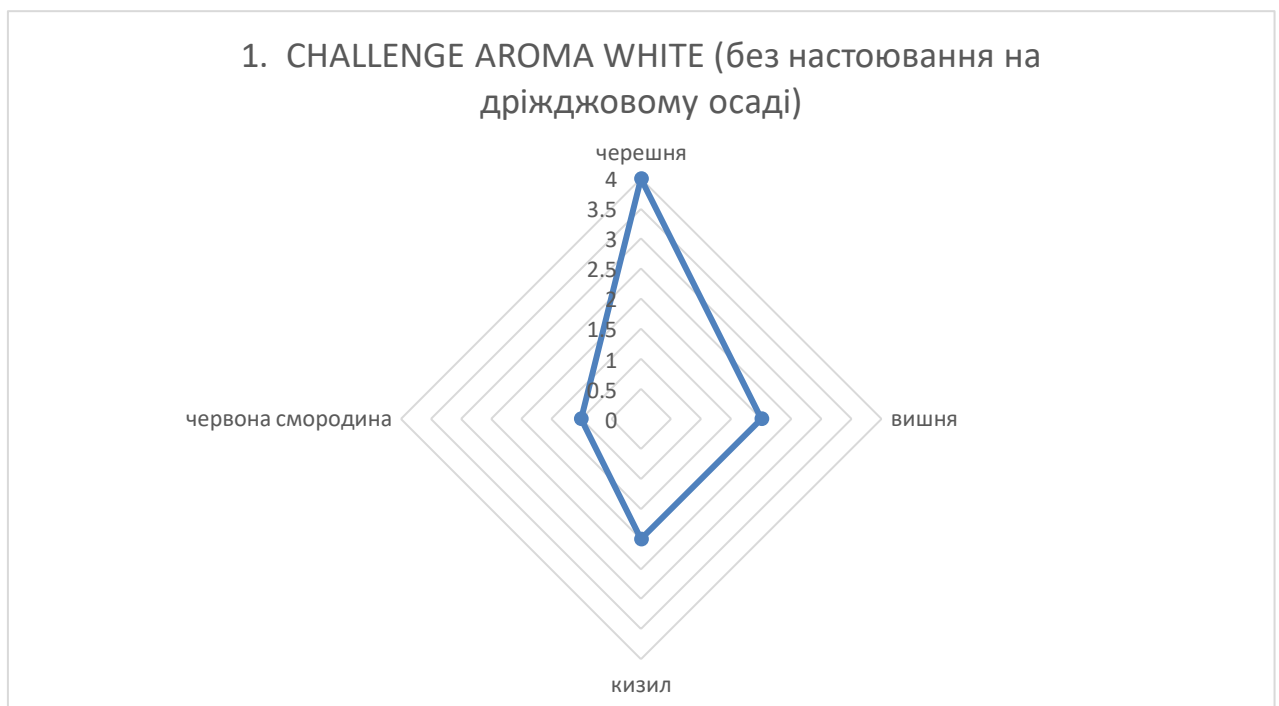 1. CHALLENGE AROMA WHITE (без настоювання на
дріжджовому осаді)
черешня
4
3.5
3
2.5
2
1.5
1
0.5
0
червона смородина
вишня
кизил